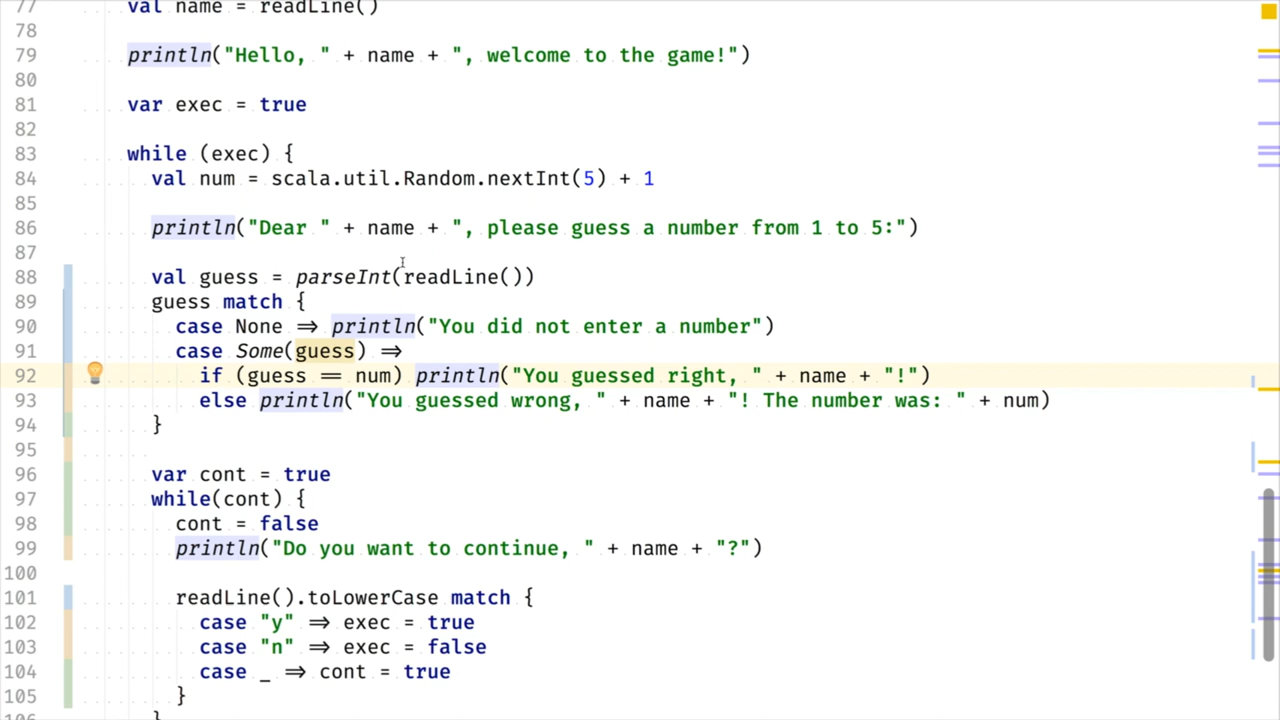 77 val name = readLine()
78
79 println("Hello, " + name + ", welcome to the game!")
80
81 var exec = true
82
83 while (exec) {
84 val num = scala.util.Random.nextInt(5) + 1
85
86 println("Dear " + name + ", please guess a number from 1 to 5:")
87
88 val guess = parseInt(readLine())
89 guess match {
90 case None ⇒ println("You did not enter a number")
91 case Some(guess) ⇒
92 if (guess == num) println("You guessed right, " + name + "!")
93 else println("You guessed wrong, " + name + "! The number was: " + num)
94 }
95
96 var cont = true
97 while(cont) {
98 cont = false
99 println("Do you want to continue, " + name + "?")
100
101 readLine().toLowerCase match {
102 case "y" ⇒ exec = true
103 case "n" ⇒ exec = false
104 case _ ⇒ cont = true
105 }
106 }